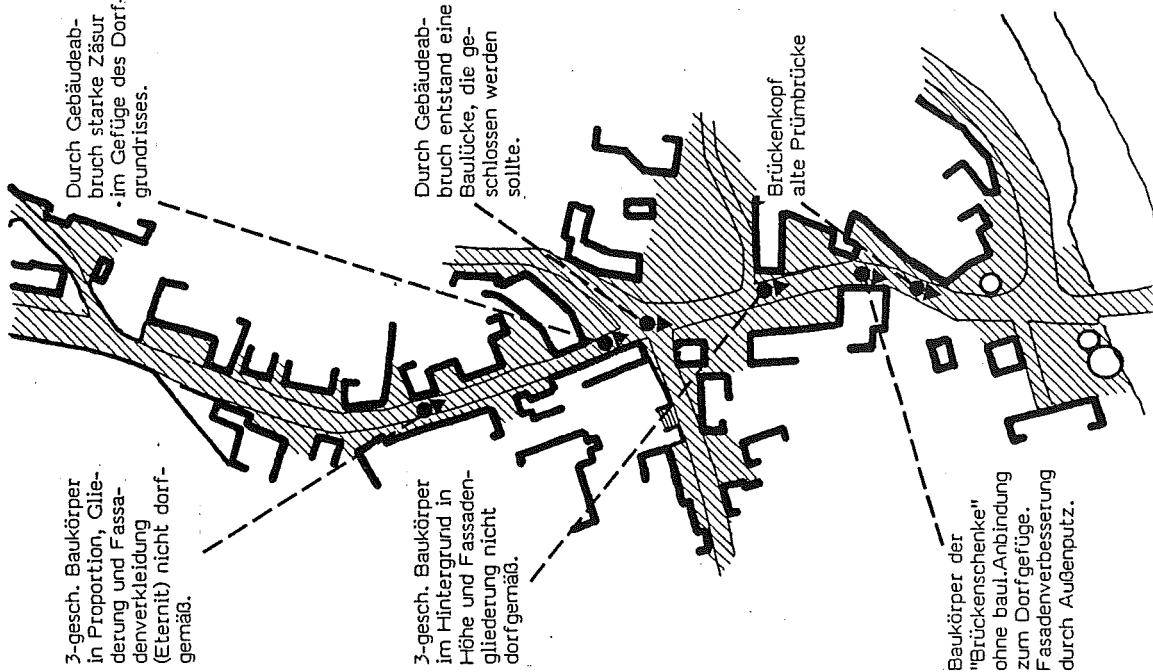 Durch Gebäudeab-
bruch starke Zäsur
im Gefüge des Dorf-
grundrisses.
Durch Gebäudeab-
bruch entstand eine
Baulücke, die ge-
schlossen werden
sollte.
Brückenkopf
alte Prümbrücke
3-gesch. Baukörper
in Proportion, Glie-
derung und Fassa-
denverkleidung
(Eternit) nicht dorf-
gemäß.
3-gesch. Baukörper
im Hintergrund in
Höhe und Fassaden-
gliederung nicht
dorfgemäß.
Baukörper der
"Brückenschenke"
ohne baul. Anbindung
zum Dorfgefüge.
Fasadenverbesserung
durch Außenputz.